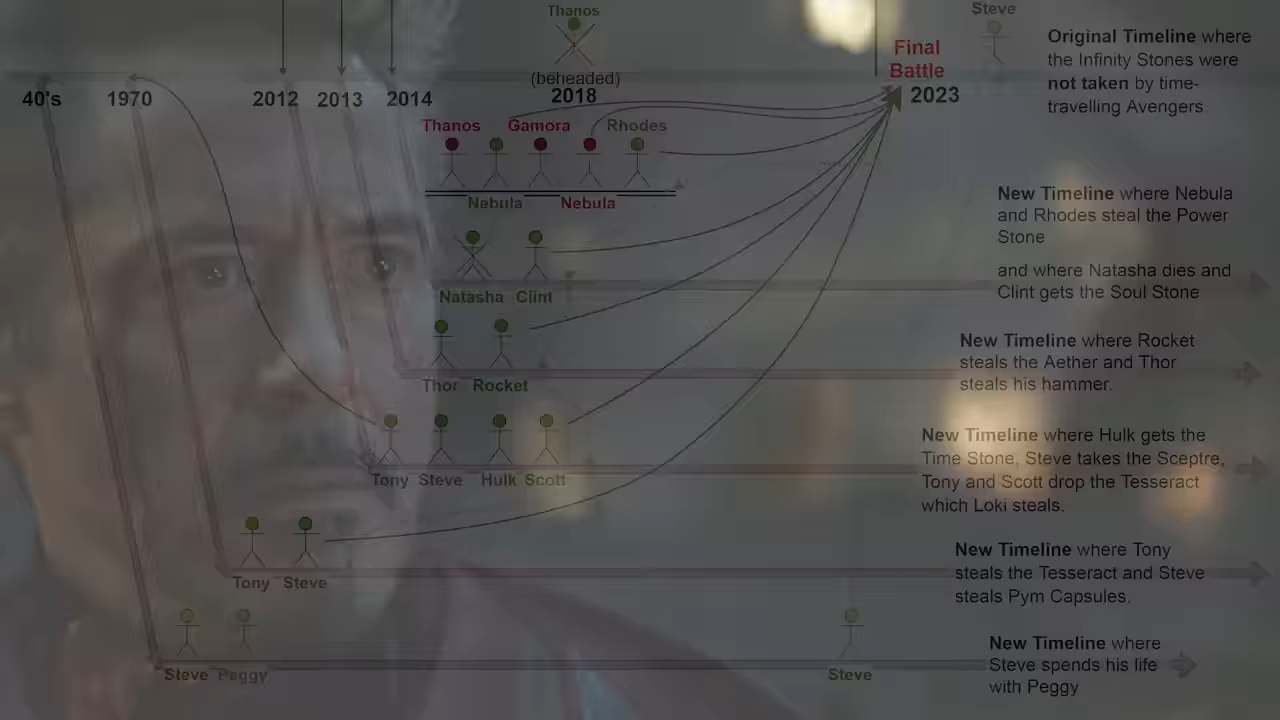 Thanos
Steve
Original Timeline where
the Infinity Stones were
not taken by time-
travelling Avengers
Final
Battle
(beheaded)
40's 1970 2012 2013 2014 2018 2023
Thanos Gamora Rhodes
Nebula Nebula
New Timeline where Nebula
and Rhodes steal the Power
Stone
and where Natasha dies and
Clint gets the Soul Stone
Natasha Clint
New Timeline where Rocket
steals the Aether and Thor
steals his hammer.
Thor Rocket
New Timeline where Hulk gets the
Time Stone, Steve takes the Sceptre,
Tony and Scott drop the Tesseract
which Loki steals.
Tony Steve Hulk Scott
New Timeline where Tony
steals the Tesseract and Steve
steals Pym Capsules.
Tony Steve
New Timeline where
Steve spends his life
with Peggy
Steve Peggy Steve